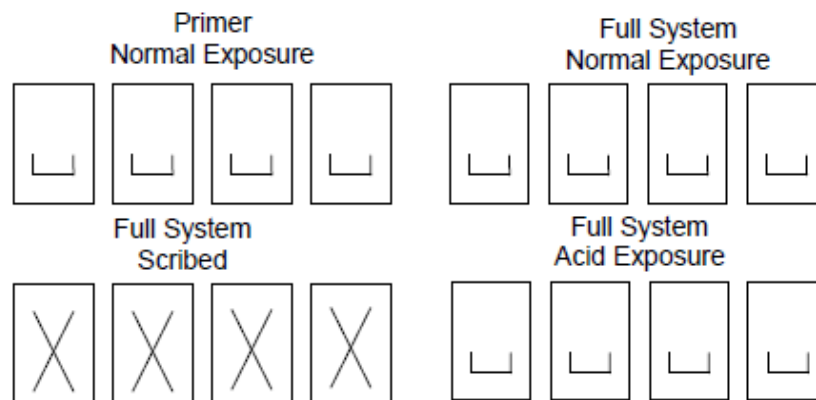 Primer
Normal Exposure
Full System
Normal Exposure
Full System
Scribed
Full System
Acid Exposure